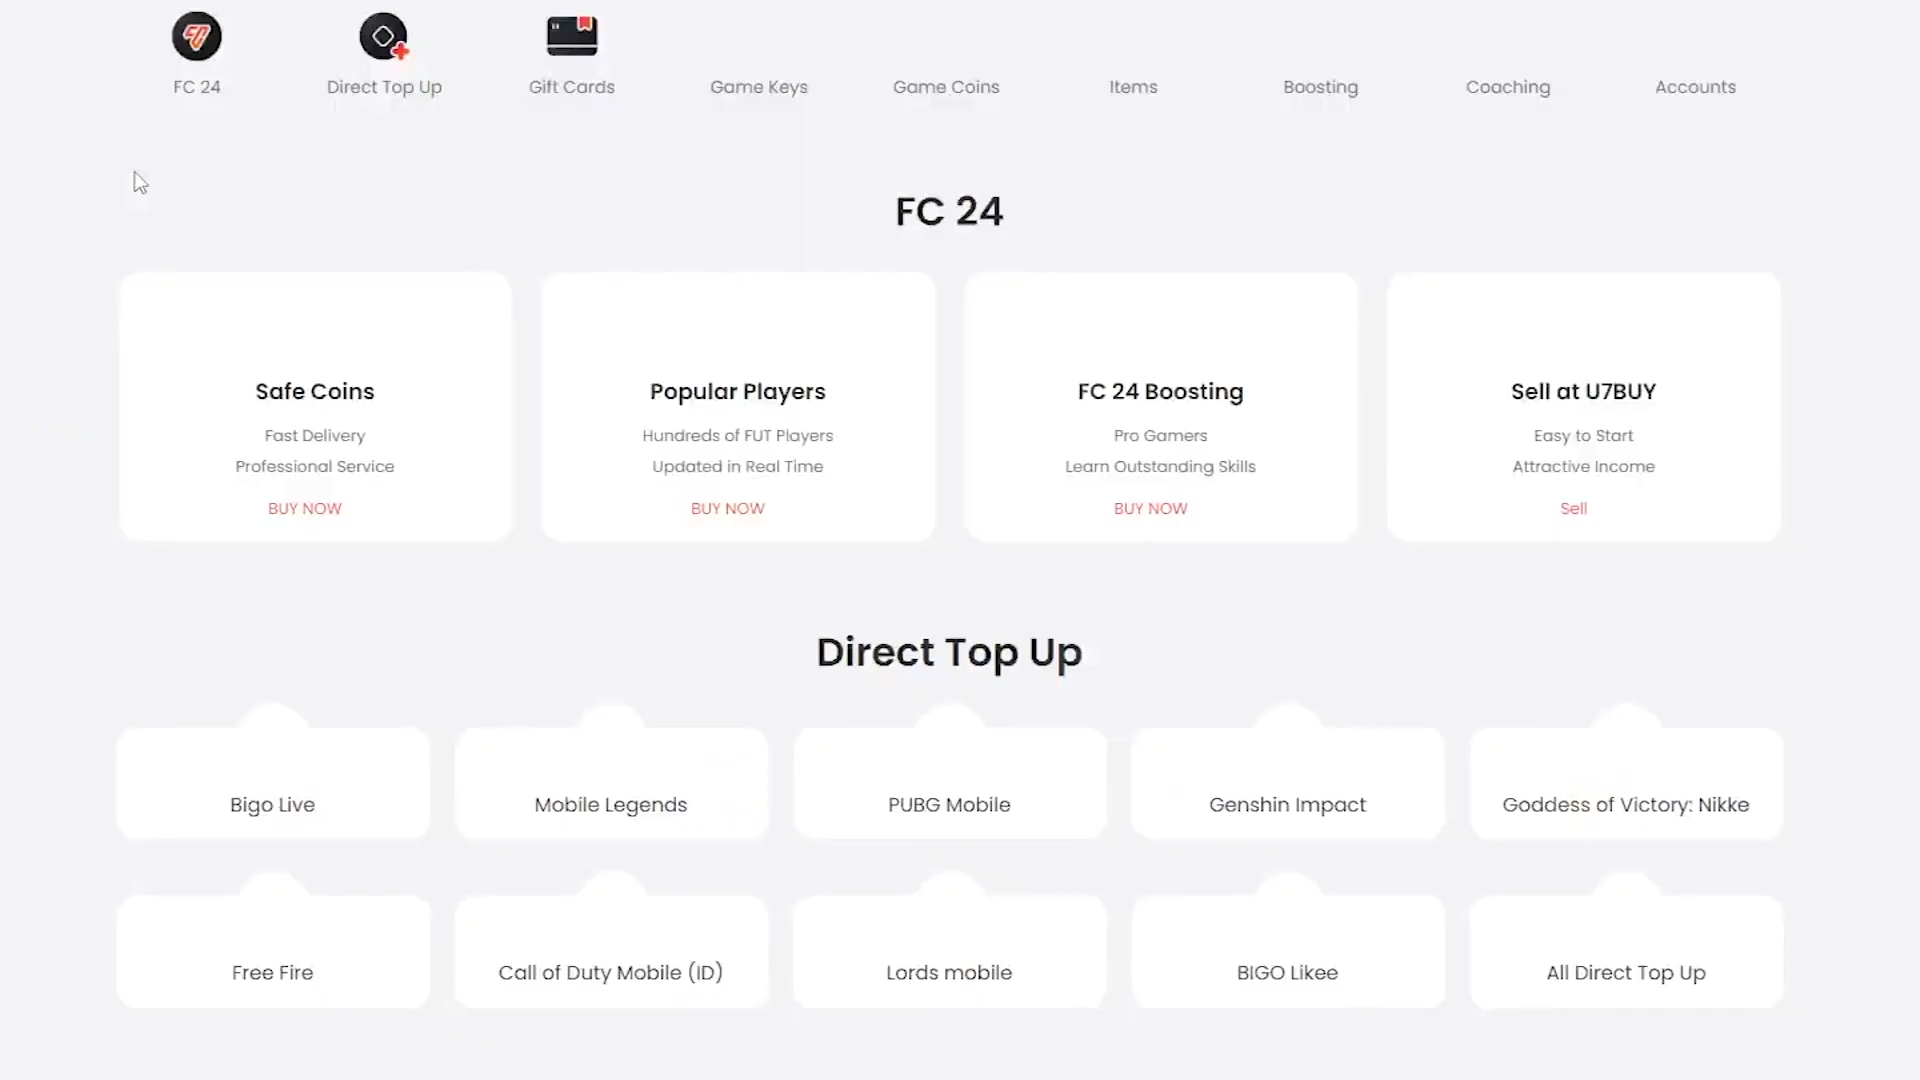 FC 24
Direct Top Up
Gift Cards
Game Keys
Game Coins
Items
Boosting
Coaching
Accounts
FC 24
Safe Coins
Fast Delivery
Professional Service
BUY NOW
Popular Players
Hundreds of FUT Players
Updated in Real Time
BUY NOW
FC 24 Boosting
Pro Gamers
Learn Outstanding Skills
BUY NOW
Sell at U7BUY
Easy to Start
Attractive Income
Sell
Direct Top Up
Bigo Live
Mobile Legends
PUBG Mobile
Genshin Impact
Goddess of Victory: Nikke
Free Fire
Call of Duty Mobile (ID)
Lords mobile
BIGO Likee
All Direct Top Up